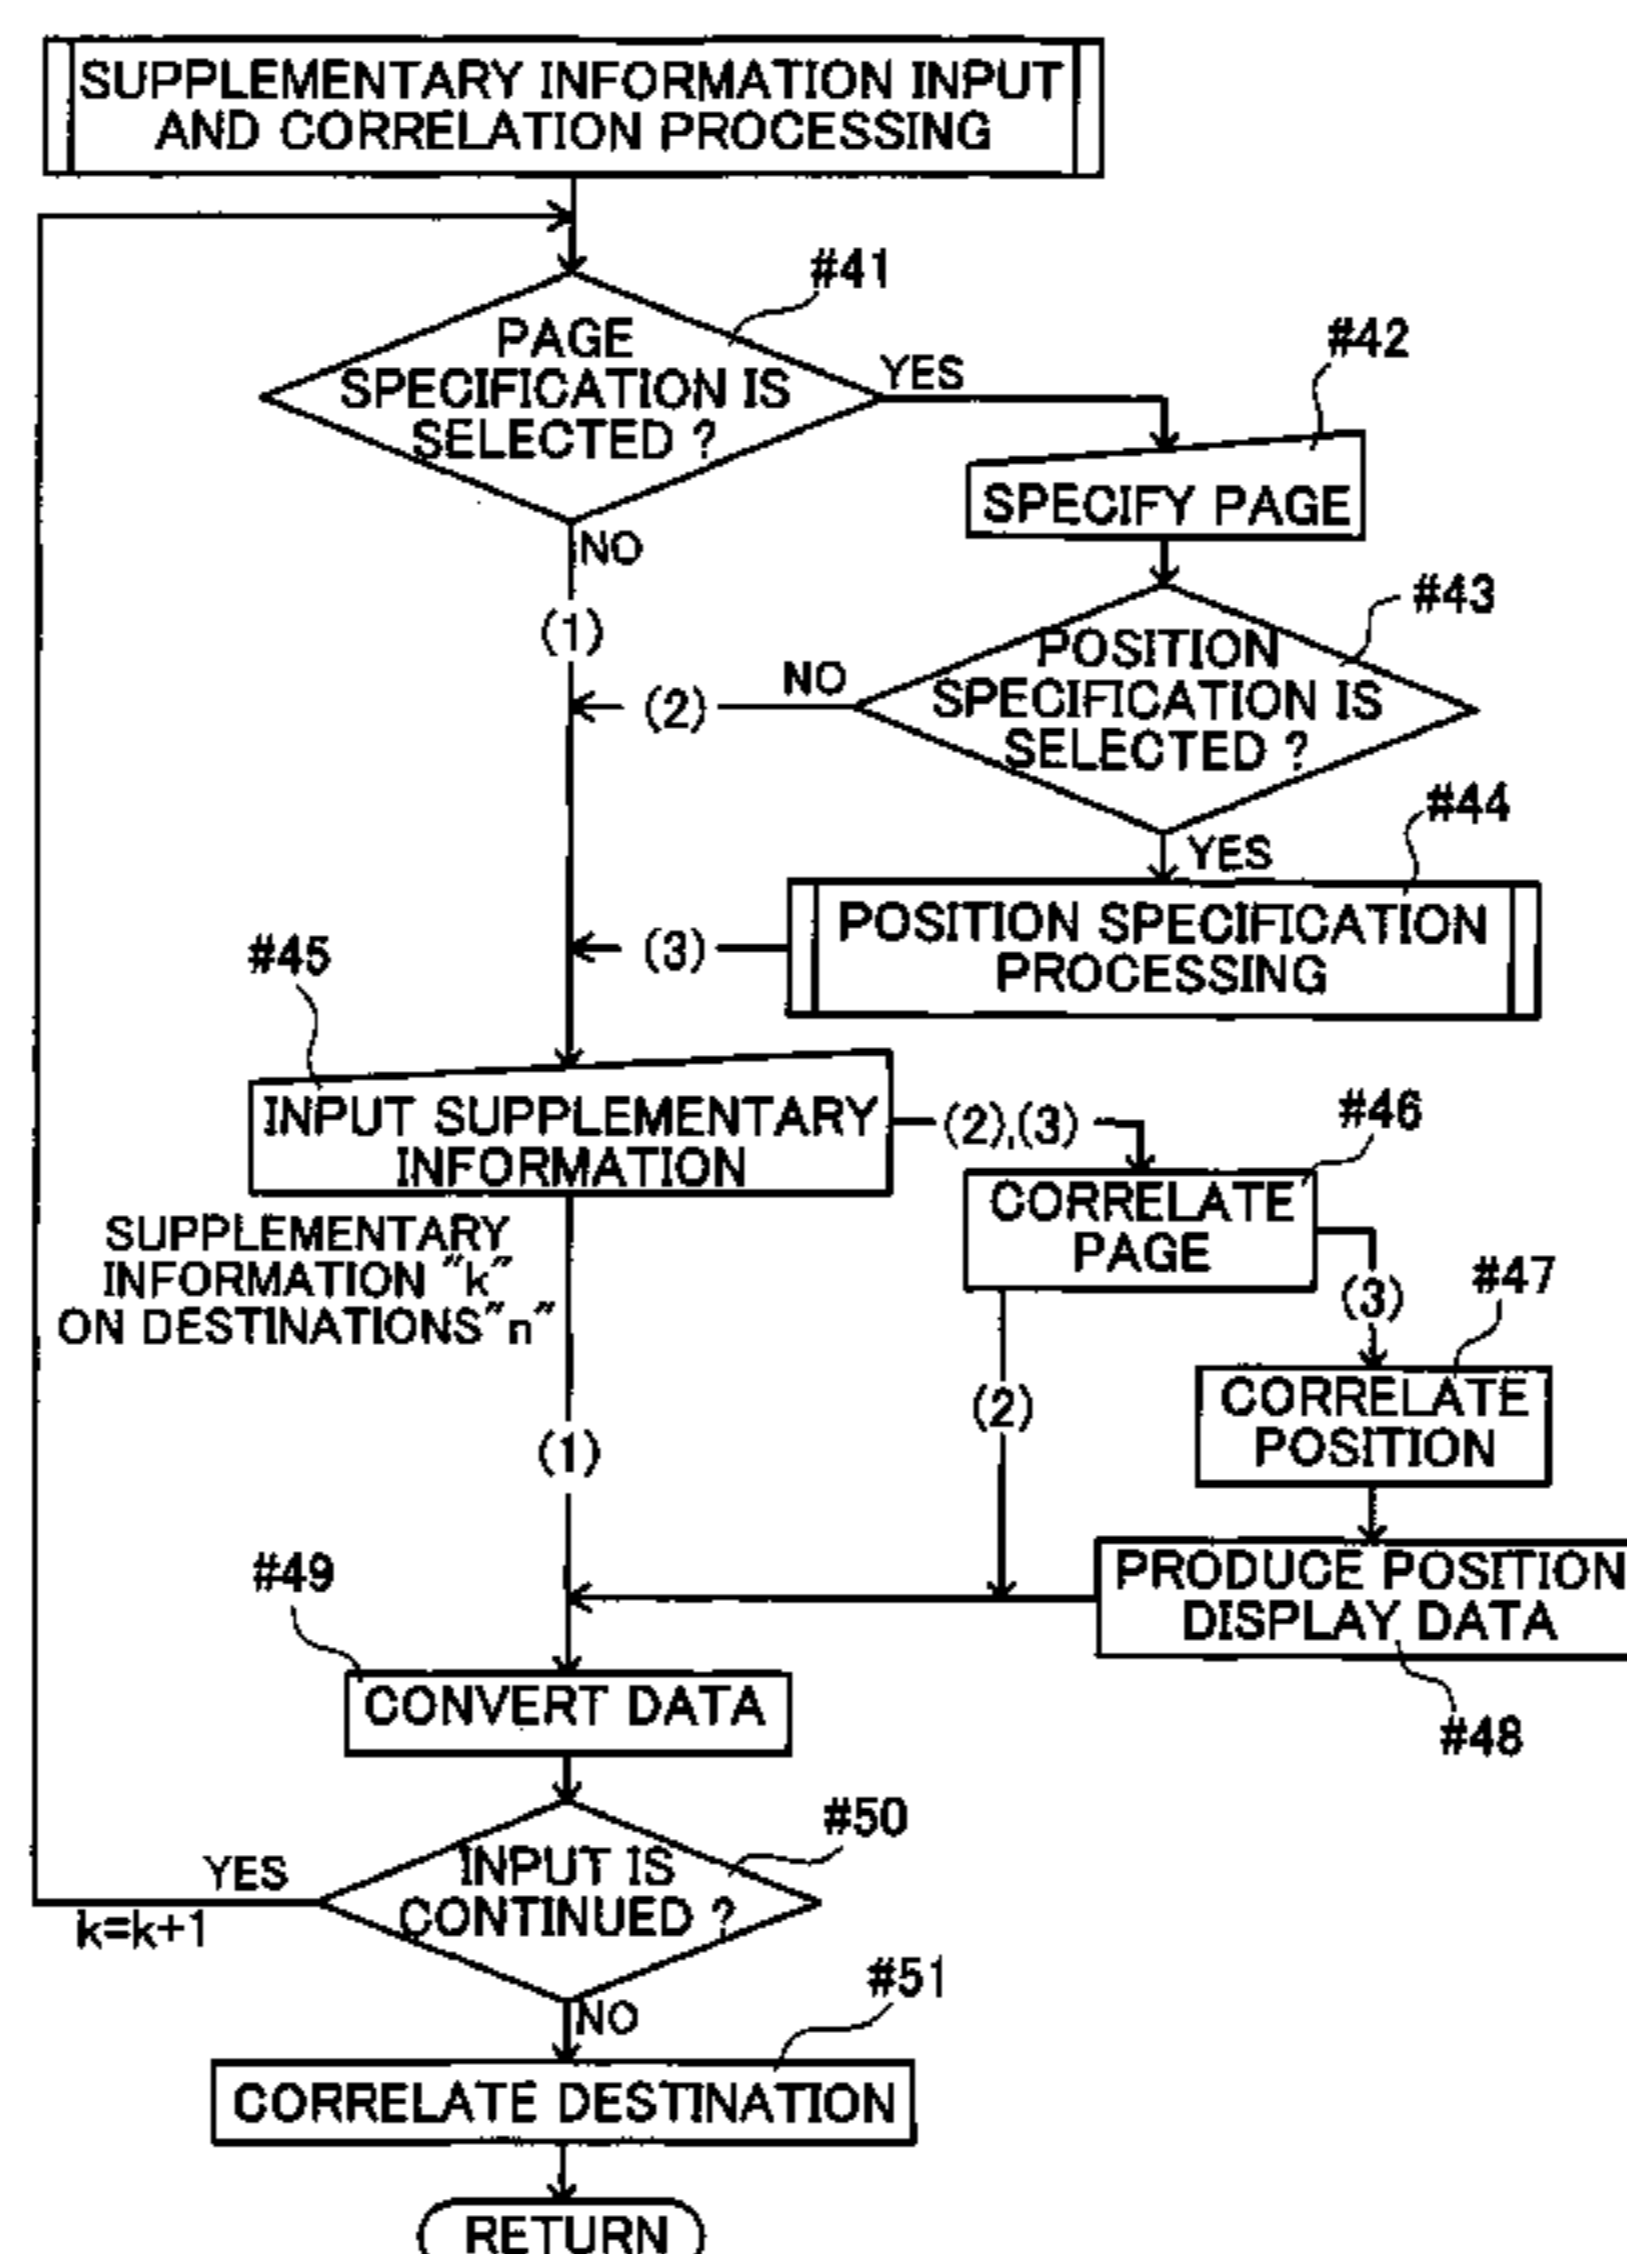 SUPPLEMENTARY INFORMATION INPUT
AND CORRELATION PROCESSING
#41
PAGE
SPECIFICATION IS
SELECTED ?
YES
#42
SPECIFY PAGE
NO
(1)
#43
POSITION
SPECIFICATION IS
SELECTED ?
NO
(2)
YES
#44
POSITION SPECIFICATION
PROCESSING
(3)
#45
INPUT SUPPLEMENTARY
INFORMATION
(2),(3)
#46
CORRELATE
PAGE
SUPPLEMENTARY
INFORMATION "k"
ON DESTINATIONS"n"
(3)
#47
CORRELATE
POSITION
(2)
(1)
PRODUCE POSITION
DISPLAY DATA
#48
#49
CONVERT DATA
#50
INPUT IS
CONTINUED ?
YES
k=k+1
NO
#51
CORRELATE DESTINATION
RETURN